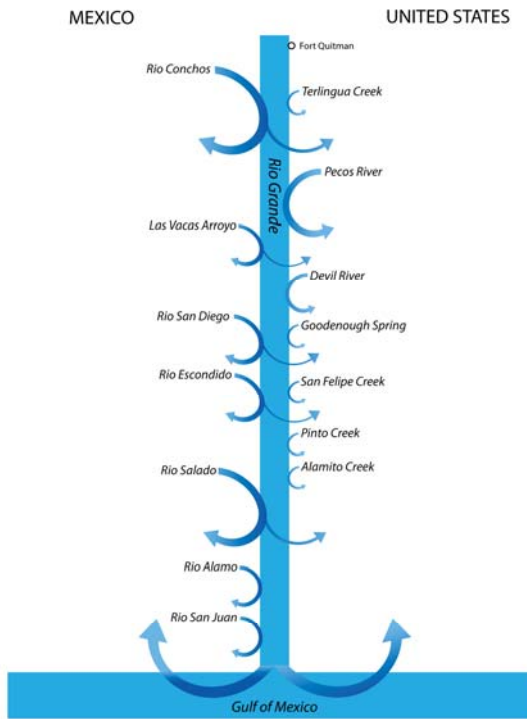 MEXICO
UNITED STATES
Fort Quitman
Rio Conchos
Terlingua Creek
Pecos River
Rio Grande
Las Vacas Arroyo
Devil River
Rio San Diego
Goodenough Spring
Rio Escondido
San Felipe Creek
Pinto Creek
Alamito Creek
Rio Salado
Rio Alamo
Rio San Juan
Gulf of Mexico